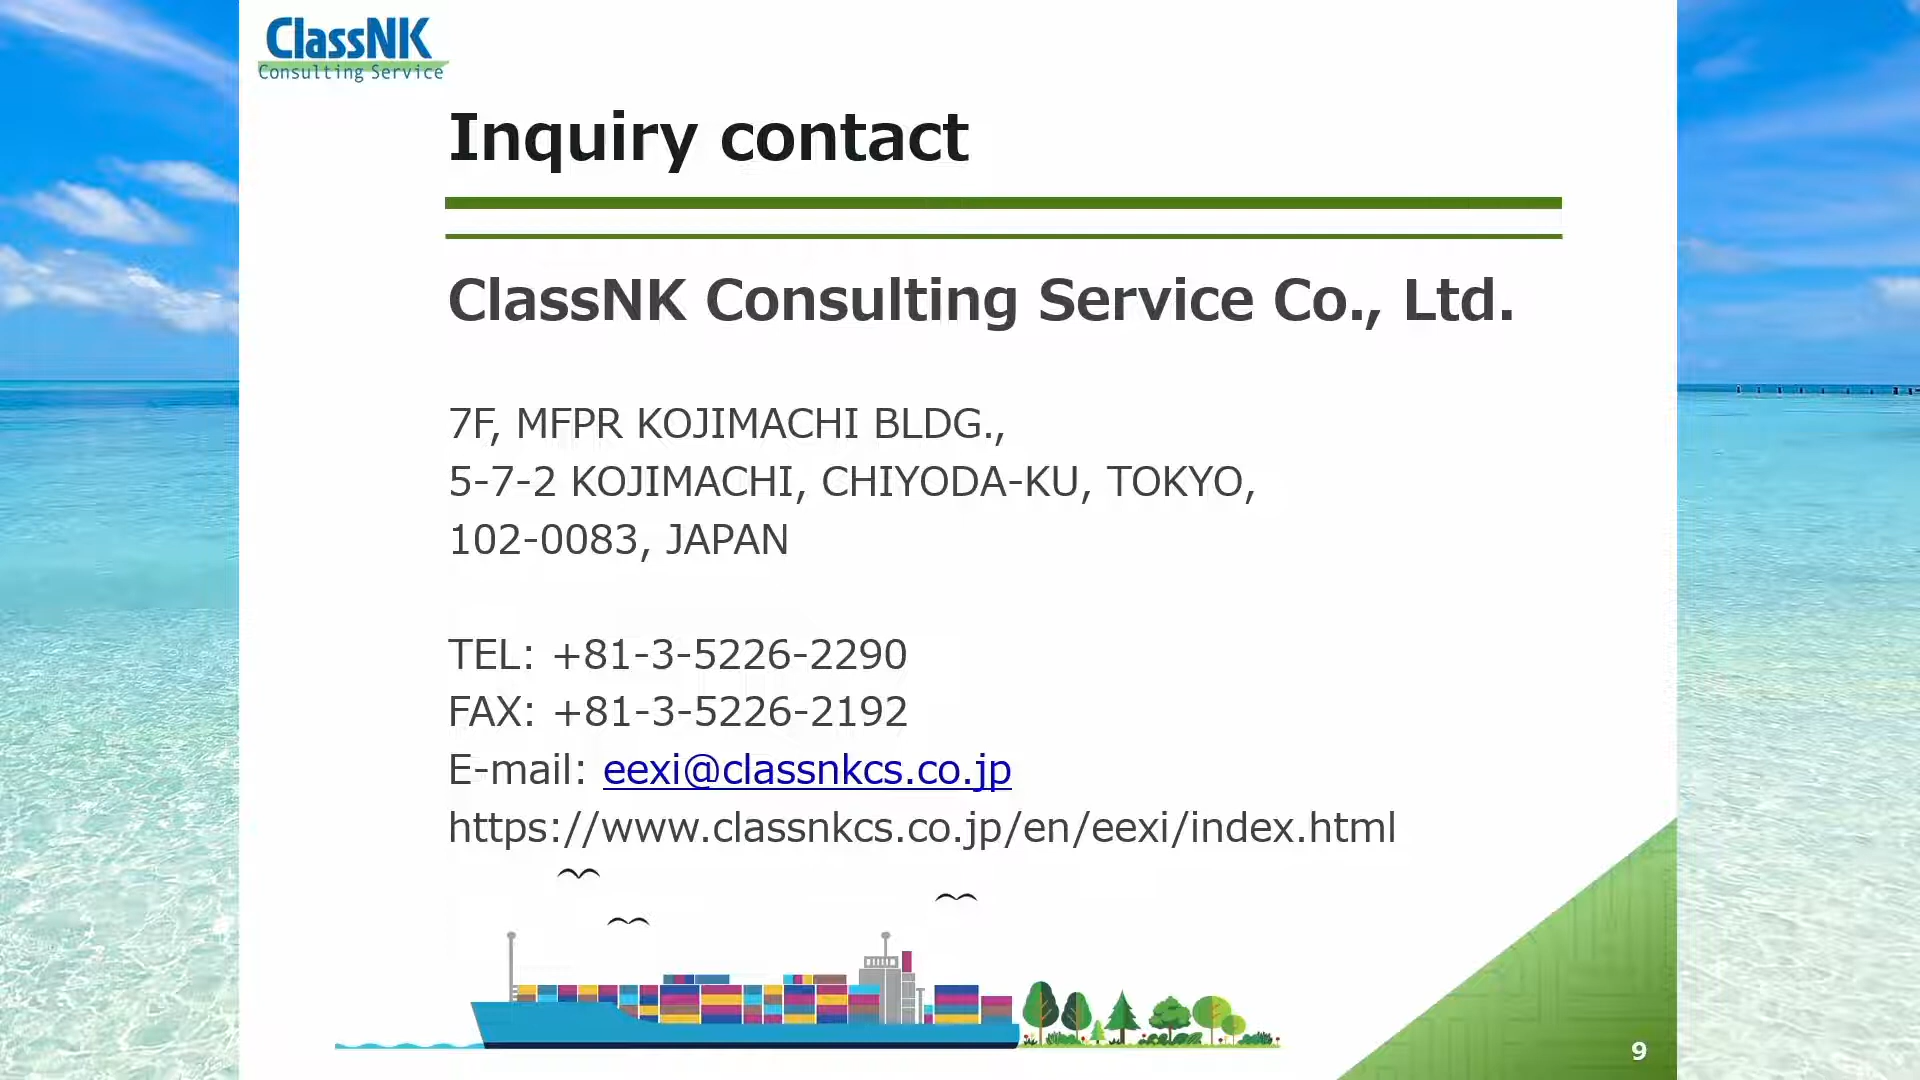 ClassNK
Consulting Service
Inquiry contact
ClassNK Consulting Service Co., Ltd.
7F, MFPR KOJIMACHI BLDG.,
5-7-2 KOJIMACHI, CHIYODA-KU, TOKYO,
102-0083, JAPAN
TEL: +81-3-5226-2290
FAX: +81-3-5226-2192
E-mail: eexi@classnkcs.co.jp
https://www.classnkcs.co.jp/en/eexi/index.html
9